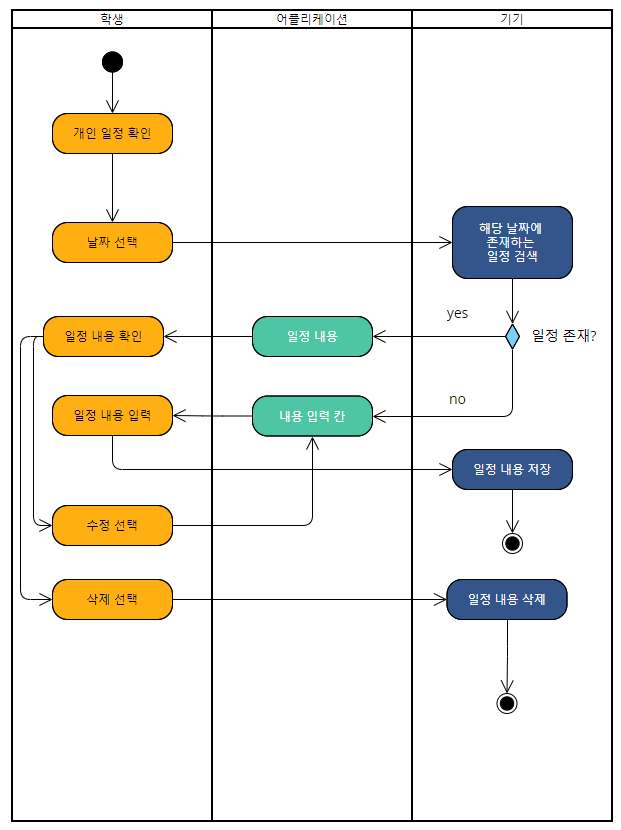 학생
어플리케이션
기기
개인 일정 확인
날짜 선택
해당 날짜에
존재하는
일정 검색
yes
일정 내용 확인
일정 내용
일정 존재?
no
일정 내용 입력
내용 입력 칸
일정 내용 저장
수정 선택
삭제 선택
일정 내용 삭제